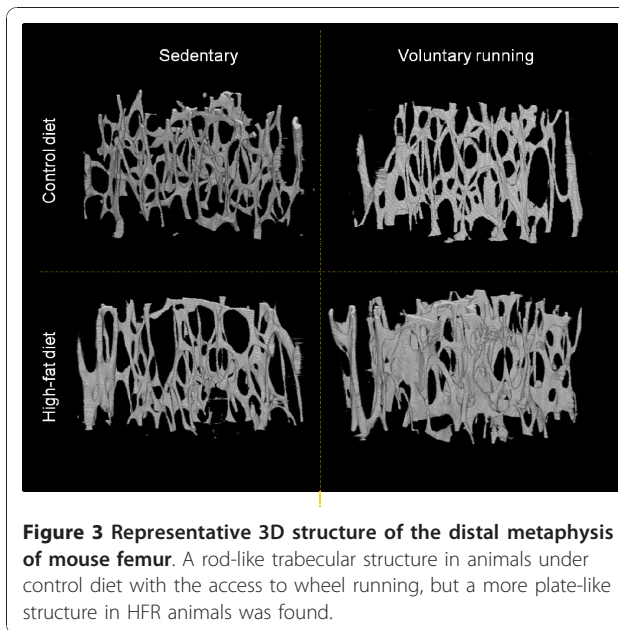 Sedentary
Voluntary running
Control diet
High-fat diet
Figure 3 Representative 3D structure of the distal metaphysis
of mouse femur. A rod-like trabecular structure in animals under
control diet with the access to wheel running, but a more plate-like
structure in HFR animals was found.